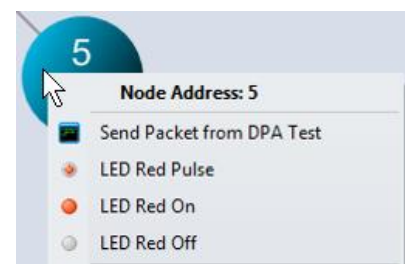 5
Node Address: 5
Send Packet from DPA Test
LED Red Pulse
LED Red On
LED Red Off